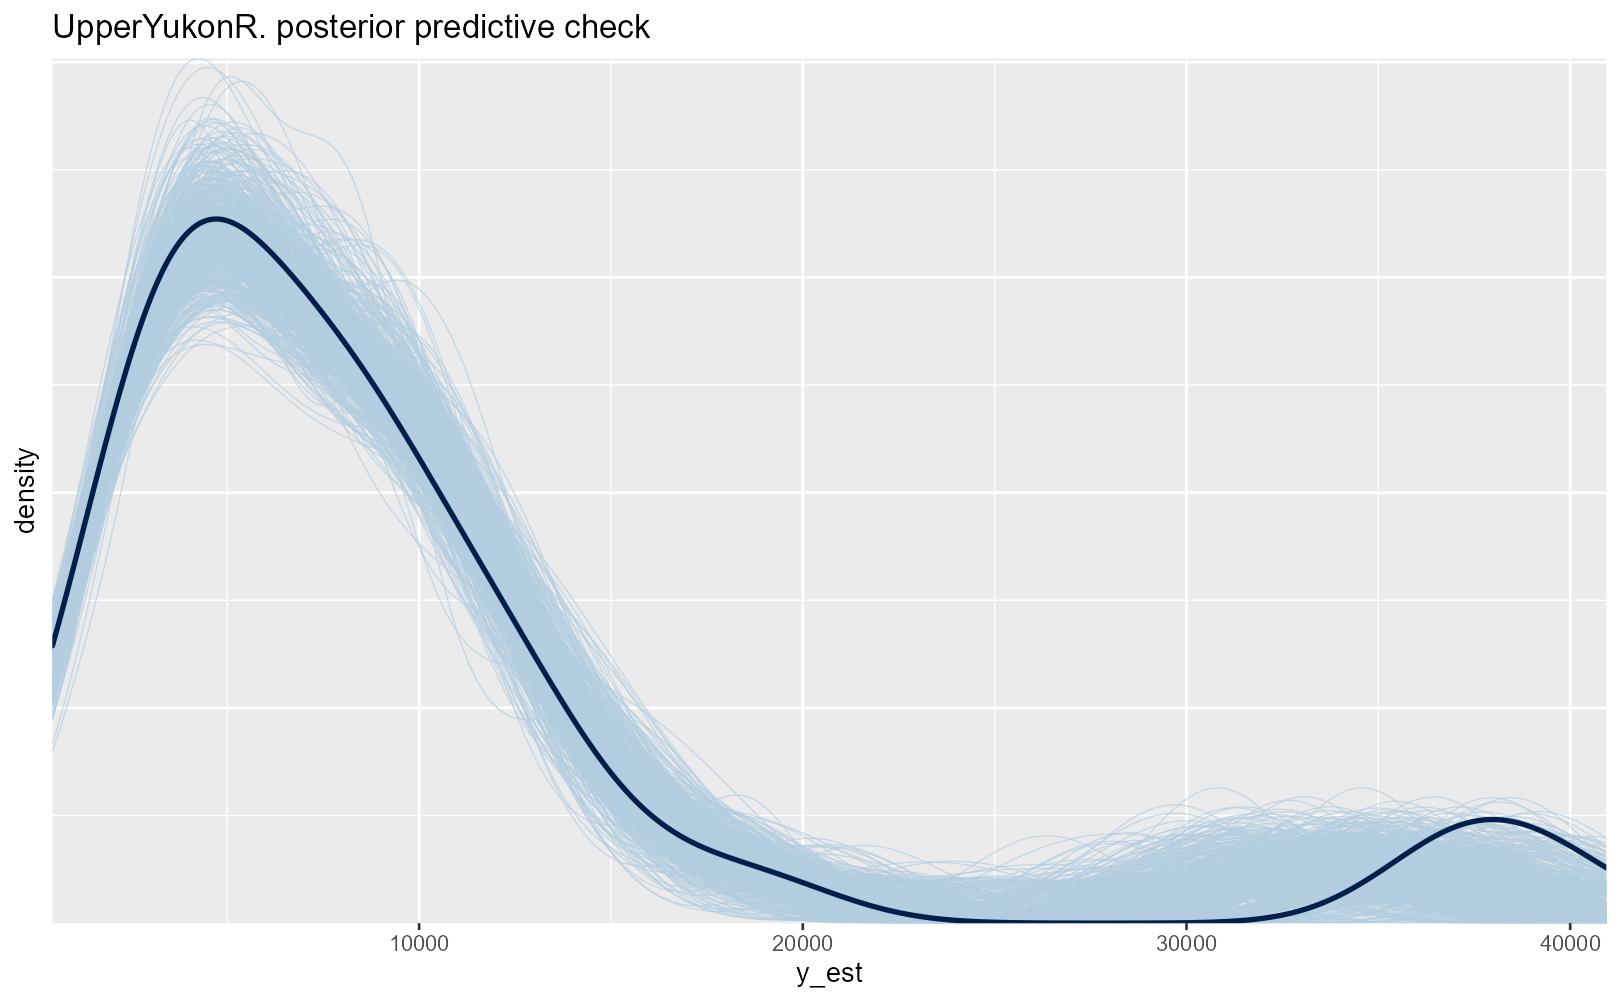 UpperYukonR. posterior predictive check
density
10000
20000
30000
40000
y_est